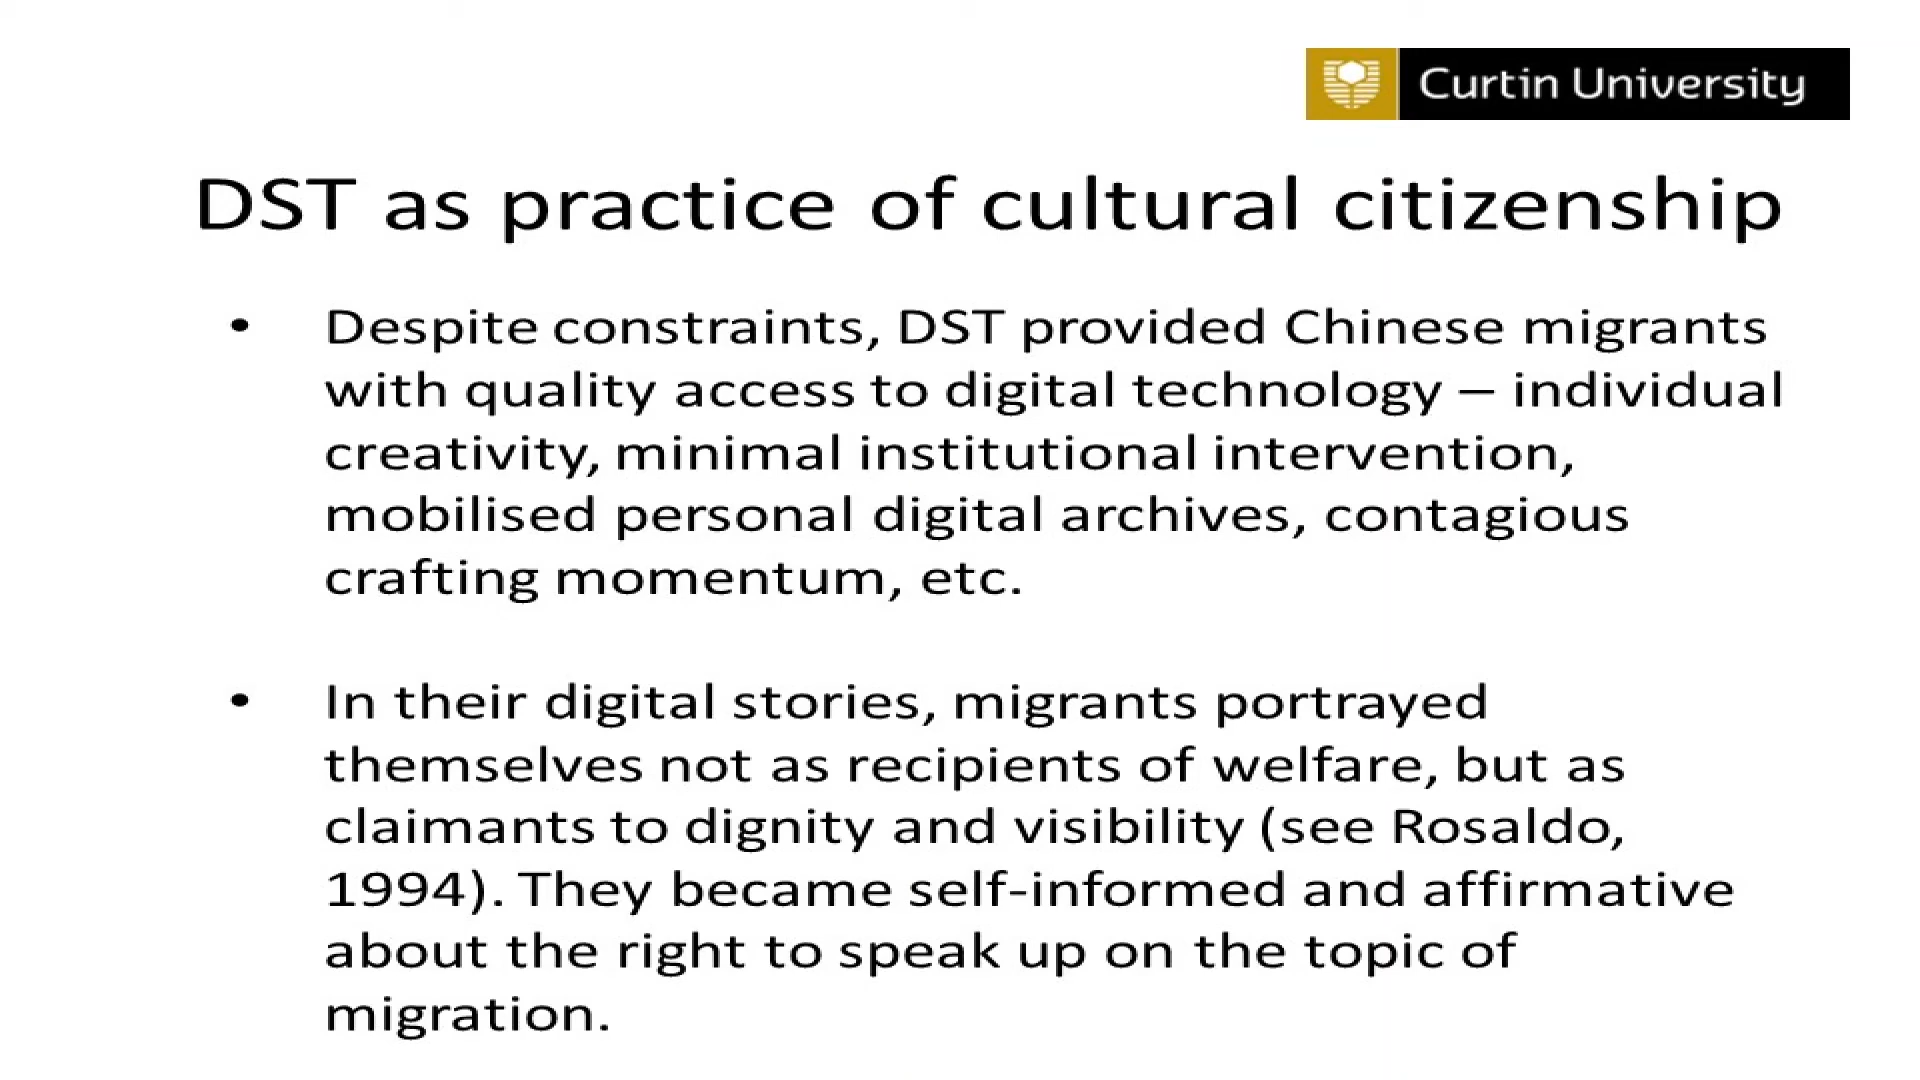 Curtin University
DST as practice of cultural citizenship
• Despite constraints, DST provided Chinese migrants
with quality access to digital technology – individual
creativity, minimal institutional intervention,
mobilised personal digital archives, contagious
crafting momentum, etc.
• In their digital stories, migrants portrayed
themselves not as recipients of welfare, but as
claimants to dignity and visibility (see Rosaldo,
1994). They became self-informed and affirmative
about the right to speak up on the topic of
migration.